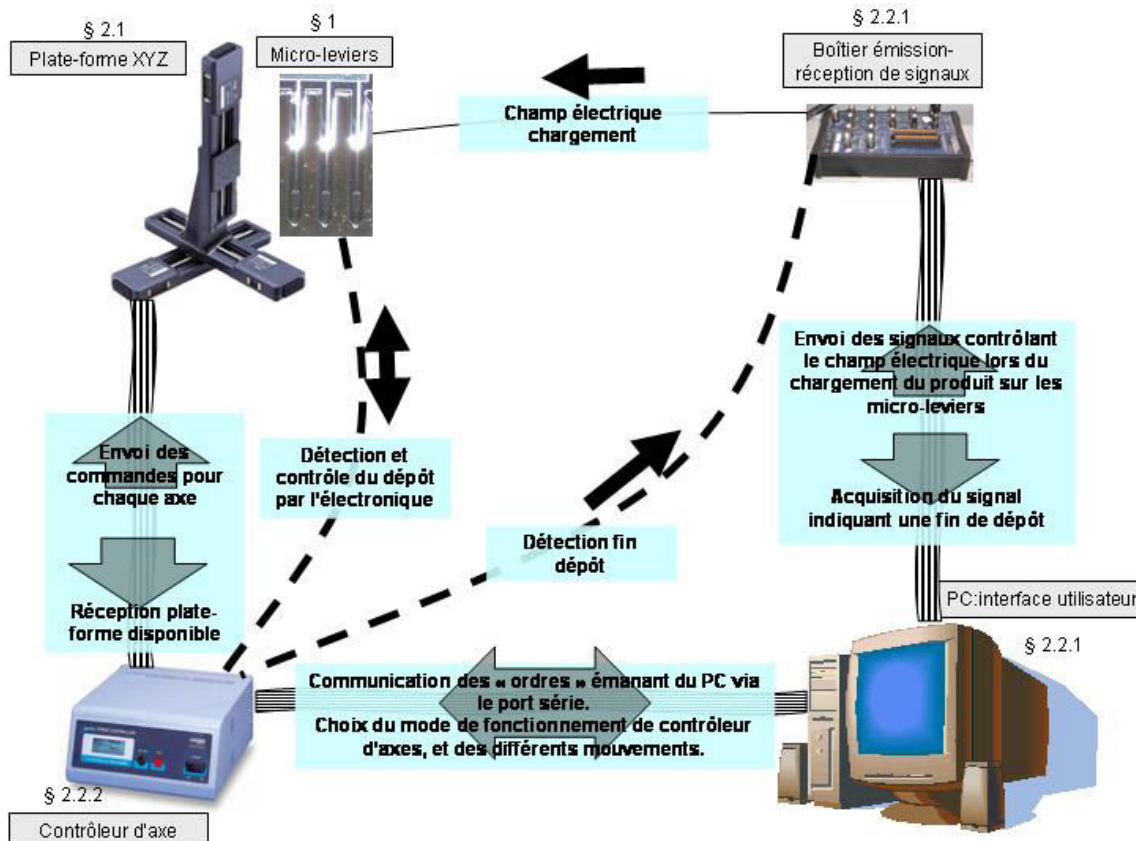 § 2.1
Plate-forme XYZ
§ 1
Micro-leviers
§ 2.2.1
Boîtier émission-
réception de signaux
Champ électrique
chargement
Envoi des signaux contrôlant
le champ électrique lors du
chargement du produit sur les
micro-leviers
Acquisition du signal
indiquant une fin de dépôt
Envoi des
commandes pour
chaque axe
Réception plate-
forme disponible
Détection et
contrôle du dépôt
par l'électronique
Détection fin
dépôt
PC:interface utilisateur
§ 2.2.1
Communication des « ordres » émanant du PC via
le port série.
Choix du mode de fonctionnement de contrôleur
d'axes, et des différents mouvements.
§ 2.2.2
Contrôleur d'axe